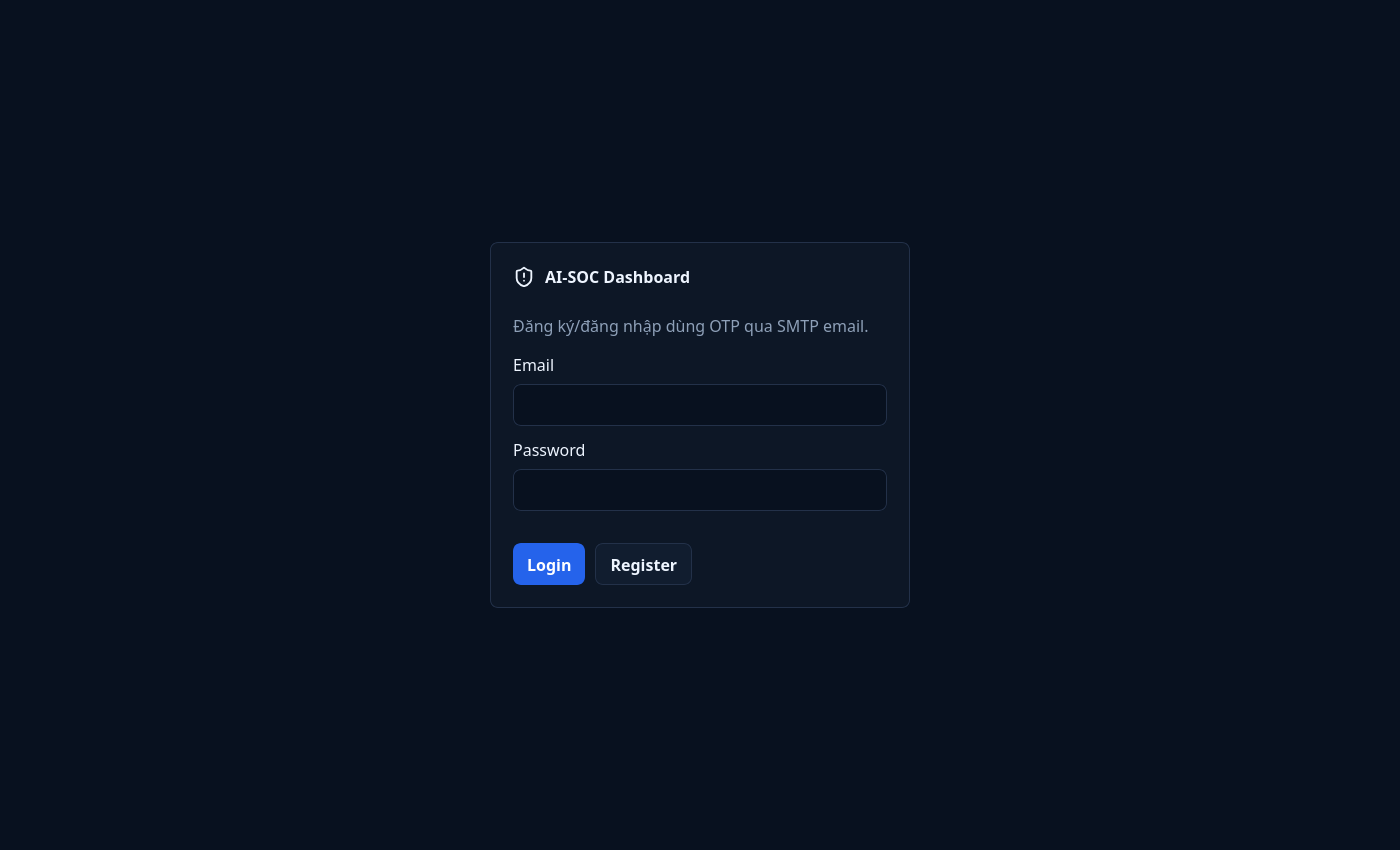 AI-SOC Dashboard
Đăng ký/đăng nhập dùng OTP qua SMTP email.
Email
Password
Login Register